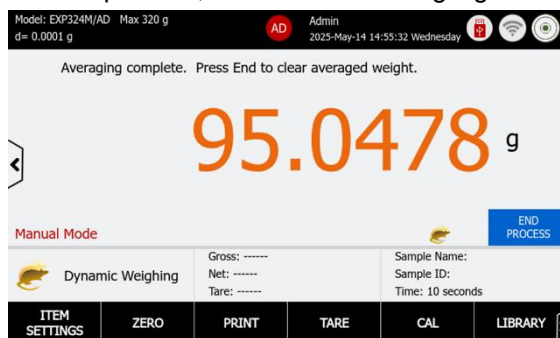 Model: EXP324M/AD Max 320 g
d= 0.0001 g
AD
Admin
2025-May-14 14:55:32 Wednesday
Averaging complete. Press End to clear averaged weight.
95.0478 g
Manual Mode
END
PROCESS
Dynamic Weighing
Gross: ------
Net: ------
Tare: ------
Sample Name:
Sample ID:
Time: 10 seconds
ITEM
SETTINGS
ZERO
PRINT
TARE
CAL
LIBRARY